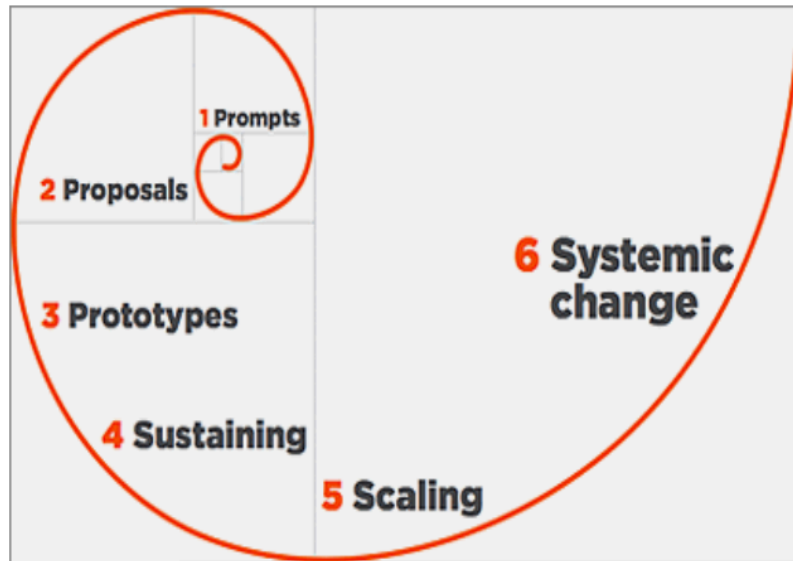 1 Prompts
2 Proposals
3 Prototypes
4 Sustaining
5 Scaling
6 Systemic
change